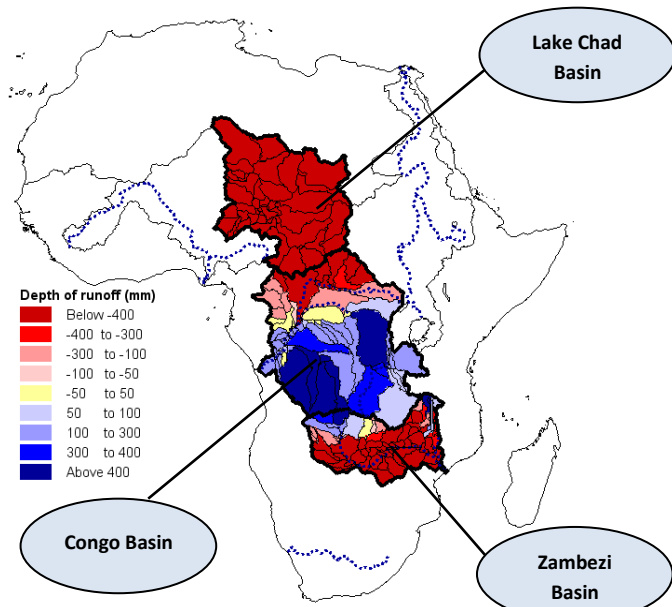 Lake Chad
Basin
Depth of runoff (mm)
Below -400
-400 to -300
-300 to -100
-100 to -50
-50 to 50
50 to 100
100 to 300
300 to 400
Above 400
Congo Basin
Zambezi
Basin